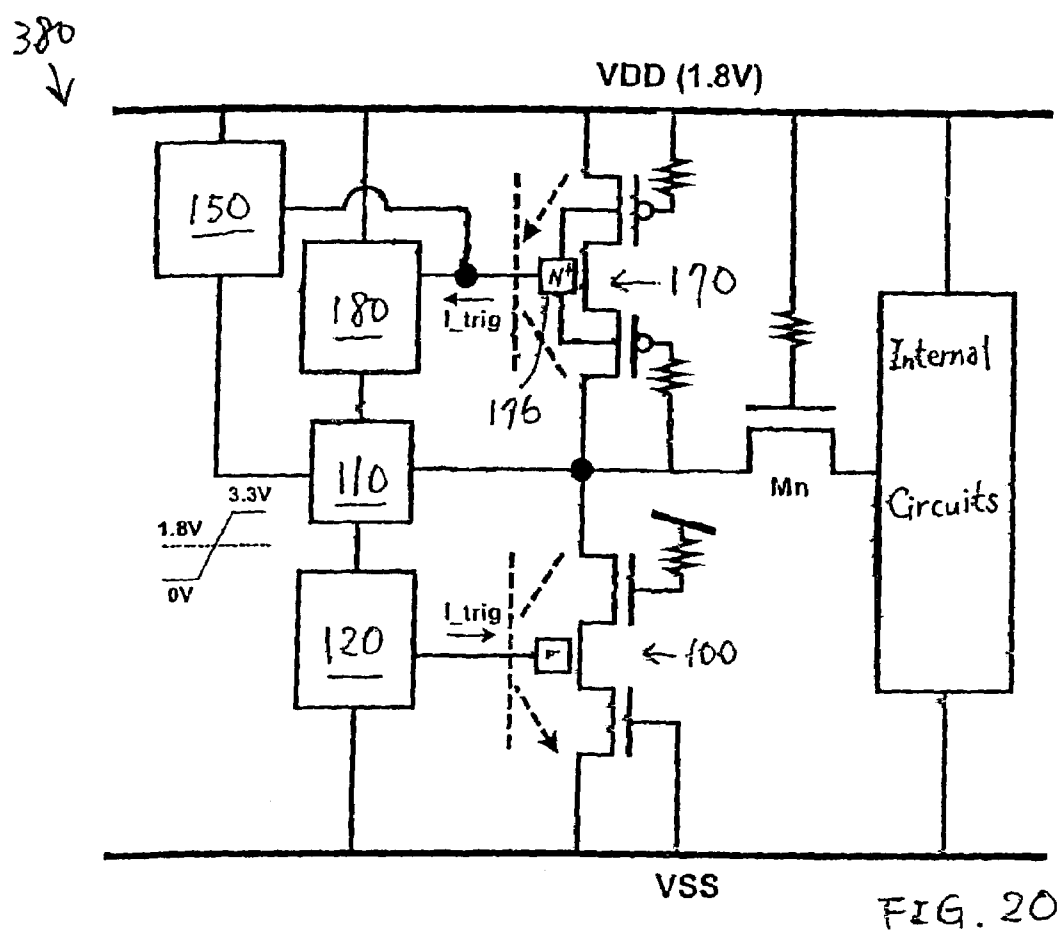 380
VDD (1.8V)
150
180
I_trig
N+
170
176
Internal
Circuits
110
Mn
3.3V
1.8V
0V
I_trig
120
100
VSS
FIG. 20